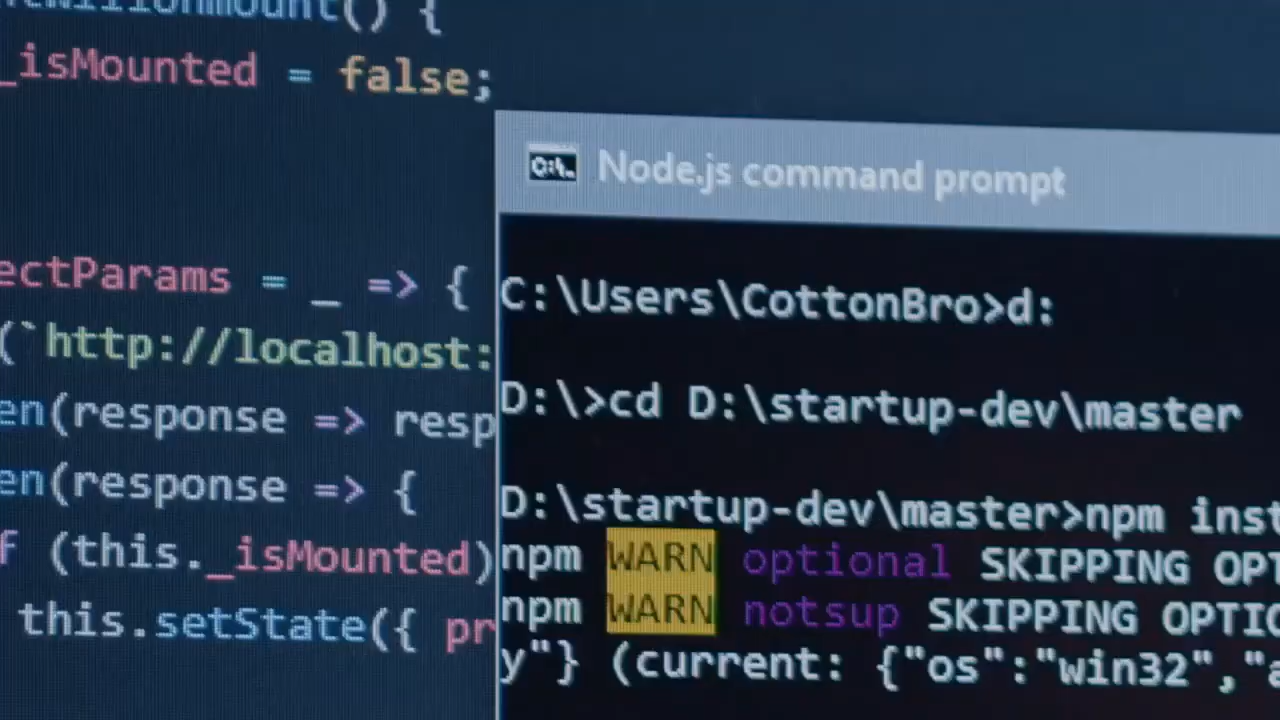 () {
_isMounted = false;
ectParams = _ => {
(`http://localhost:
en(response => resp
en(response => {
f (this._isMounted)
this.setState({ pr
C:\. Node.js command prompt
C:\Users\CottonBro>d:
D:\>cd D:\startup-dev\master
D:\startup-dev\master>npm inst
npm WARN optional SKIPPING OPT
npm WARN notsup SKIPPING OPTIO
y"} (current: {"os":"win32","a